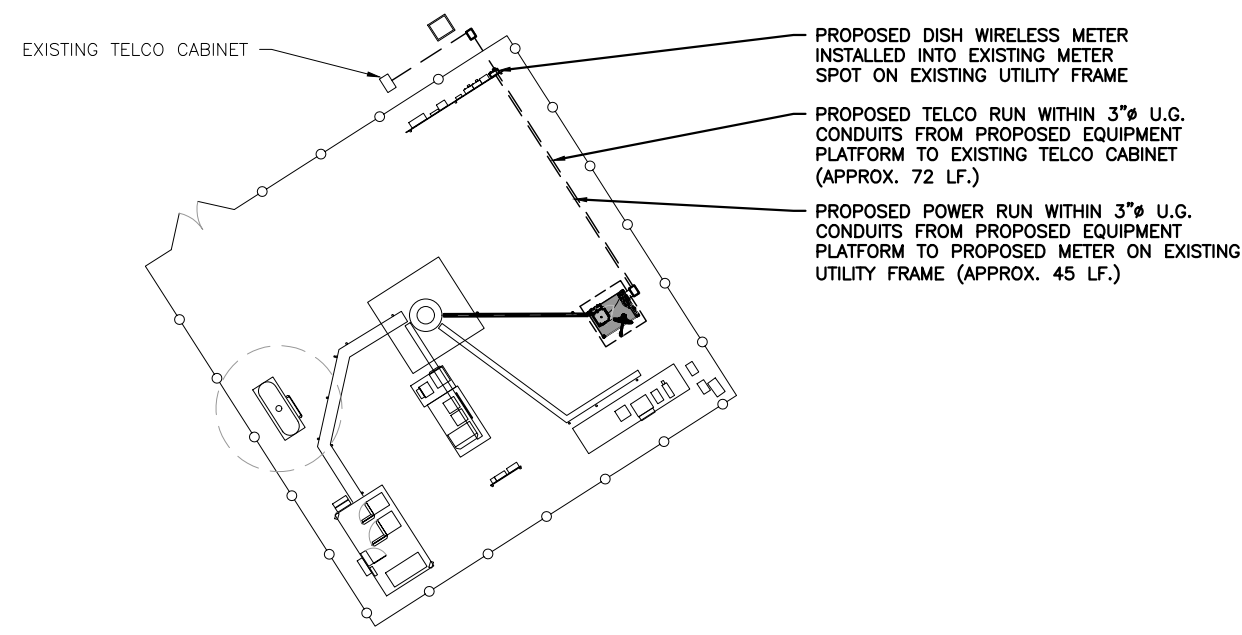 EXISTING TELCO CABINET
PROPOSED DISH WIRELESS METER
INSTALLED INTO EXISTING METER
SPOT ON EXISTING UTILITY FRAME
PROPOSED TELCO RUN WITHIN 3"ø U.G.
CONDUITS FROM PROPOSED EQUIPMENT
PLATFORM TO EXISTING TELCO CABINET
(APPROX. 72 LF.)
PROPOSED POWER RUN WITHIN 3"ø U.G.
CONDUITS FROM PROPOSED EQUIPMENT
PLATFORM TO PROPOSED METER ON EXISTING
UTILITY FRAME (APPROX. 45 LF.)